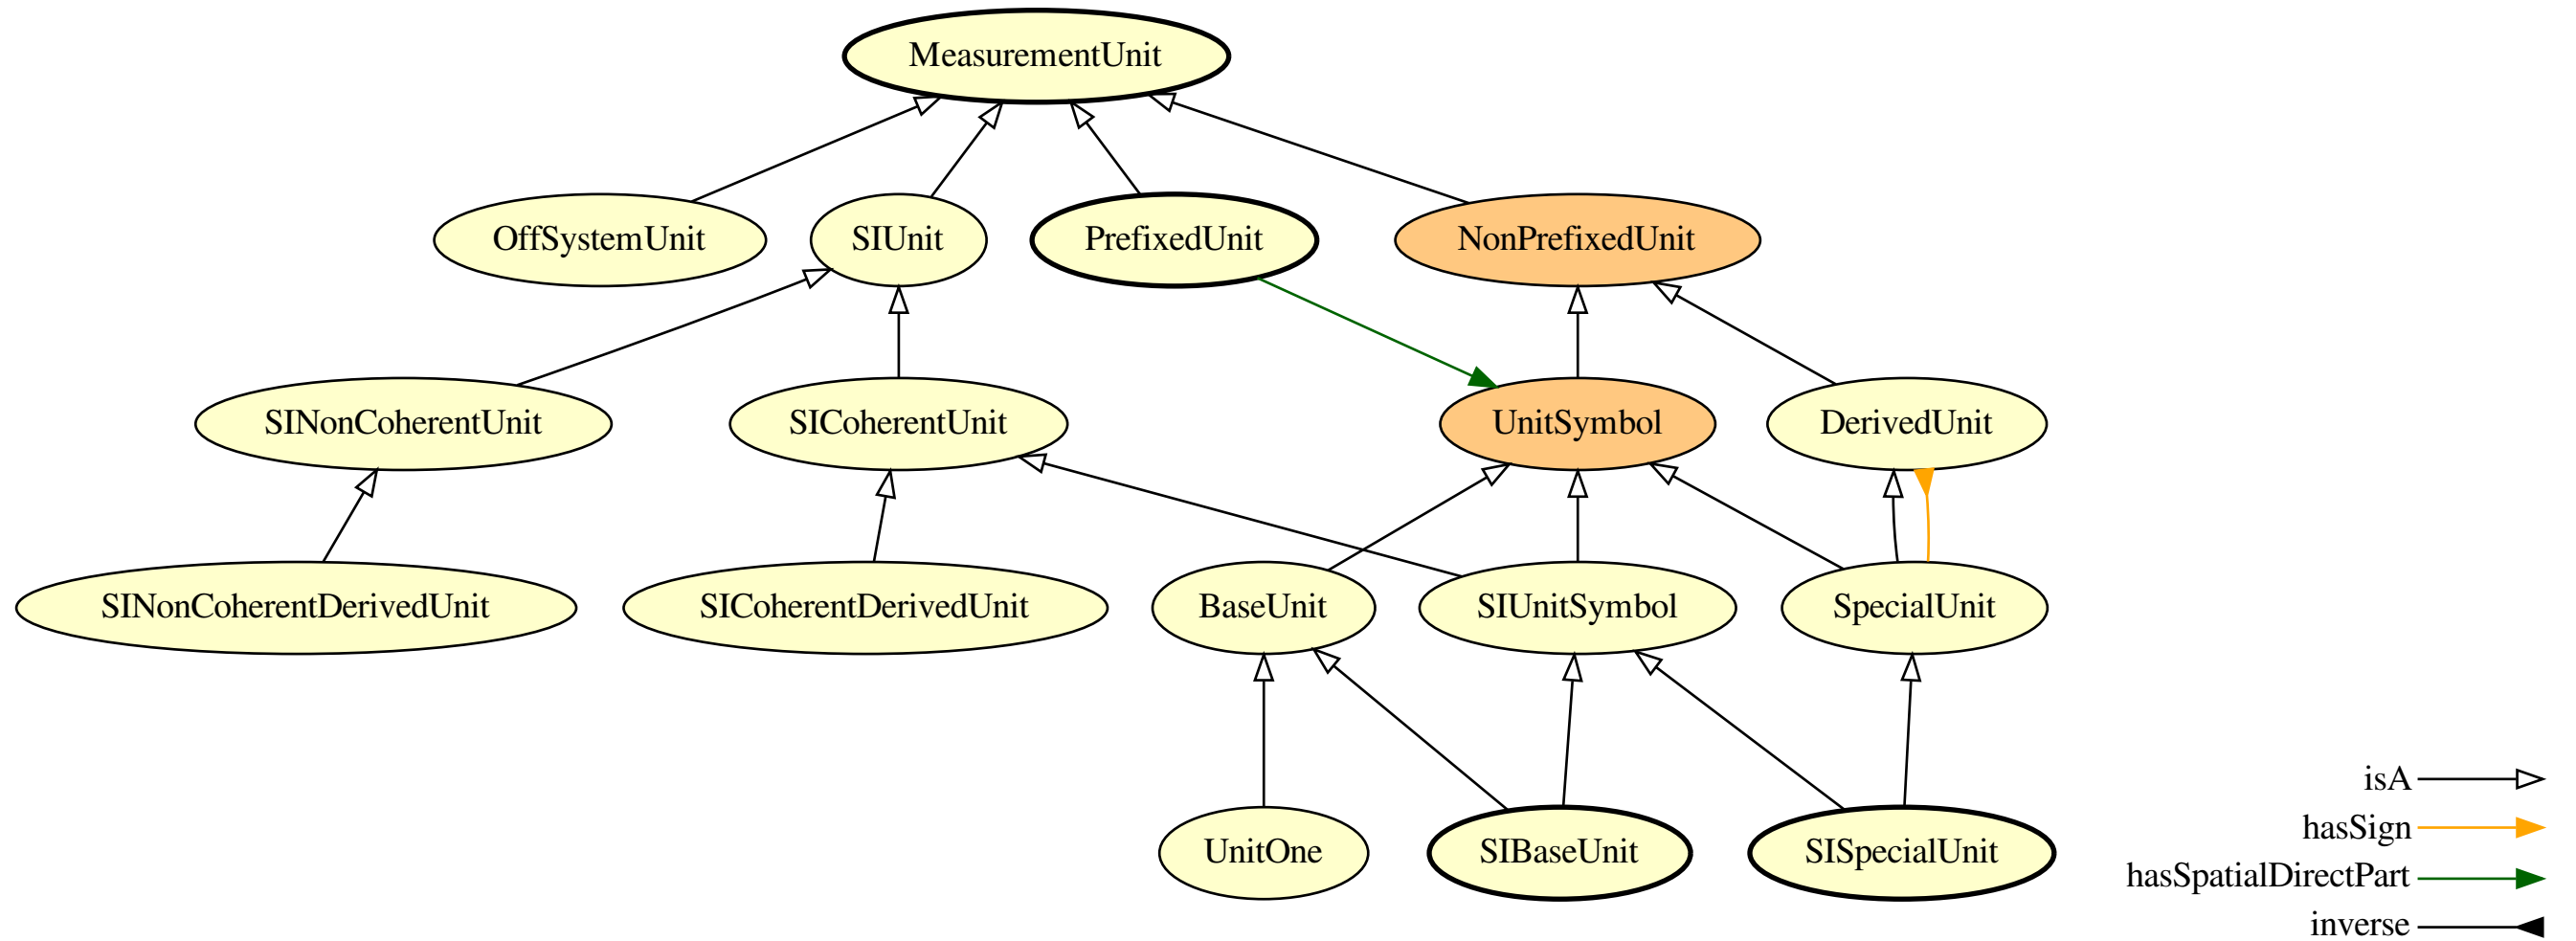 MeasurementUnit
OffSystemUnit
SIUnit
PrefixedUnit
NonPrefixedUnit
SINonCoherentUnit
SICoherentUnit
UnitSymbol
DerivedUnit
SINonCoherentDerivedUnit
SICoherentDerivedUnit
BaseUnit
SIUnitSymbol
SpecialUnit
UnitOne
SIBaseUnit
SISpecialUnit
isA
hasSign
hasSpatialDirectPart
inverse